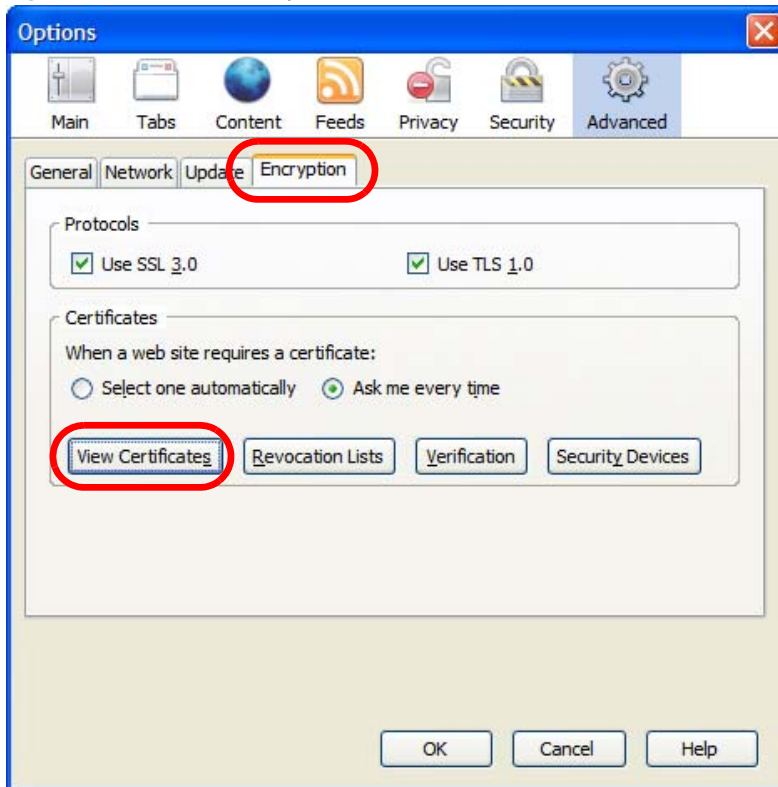 Options
Main Tabs Content Feeds Privacy Security Advanced
General Network Update Encryption
Protocols
Use SSL 3.0 Use TLS 1.0
Certificates
When a web site requires a certificate:
Select one automatically Ask me every time
View Certificates Revocation Lists Verification Security Devices
OK Cancel Help